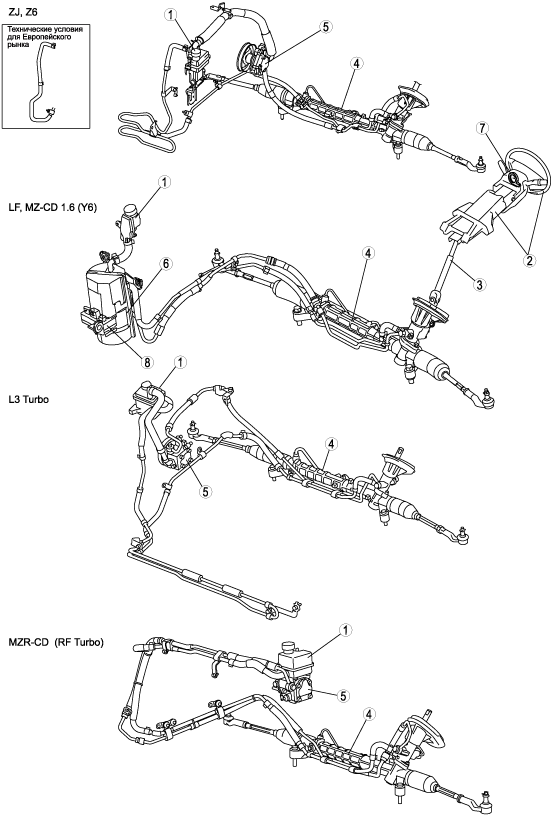 ZJ, Z6
Технические условия
для Европейского
рынка
1
5
4
7
LF, MZ-CD 1.6 (Y6)
1
2
4
6
3
8
L3 Turbo
1
4
5
MZR-CD (RF Turbo)
1
5
4